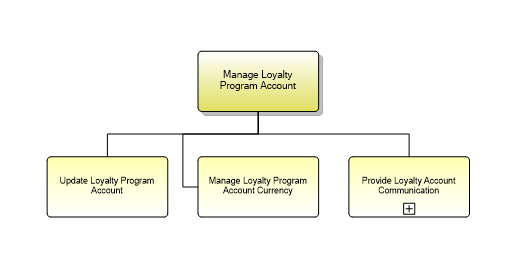 Manage Loyalty
Program Account
Update Loyalty Program
Account
Manage Loyalty Program
Account Currency
Provide Loyalty Account
Communication